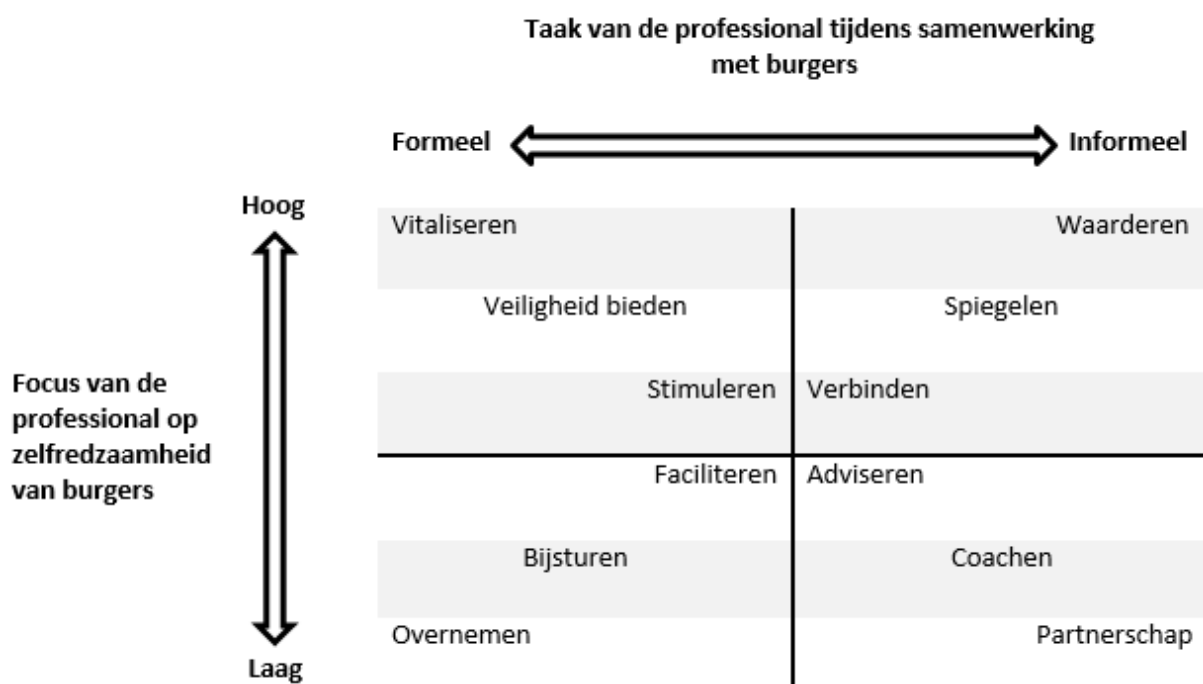 Taak van de professional tijdens samenwerking
met burgers
Formeel Informeel
Hoog
Vitaliseren Waarderen
Veiligheid bieden Spiegelen
Focus van de
professional op
zelfredzaamheid
van burgers
Stimuleren Verbinden
Faciliteren Adviseren
Bijsturen Coachen
Overnemen Partnerschap
Laag